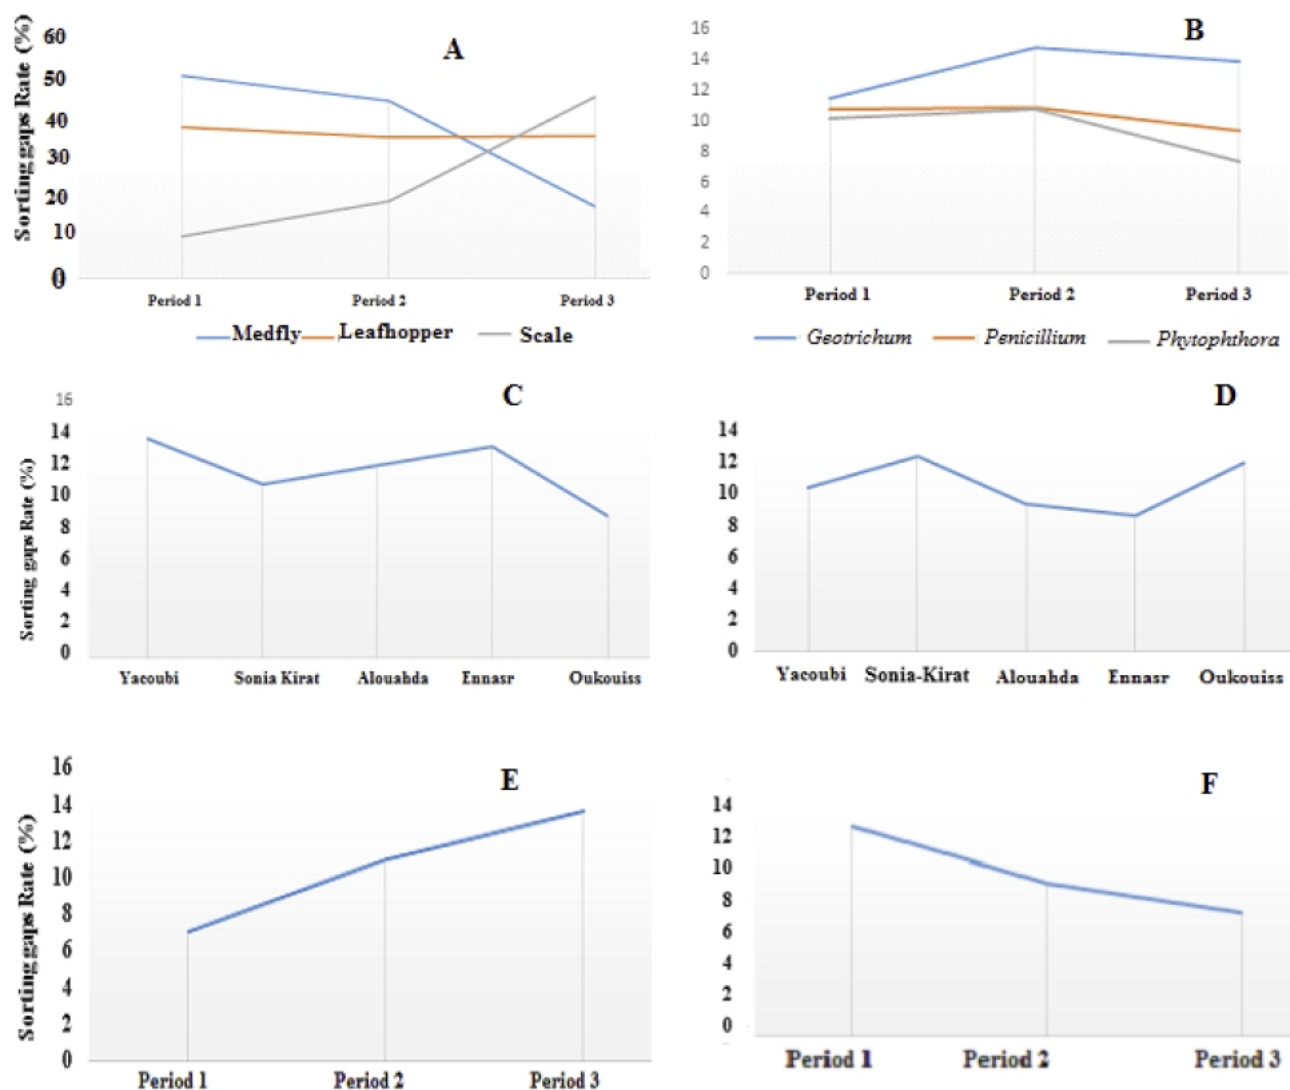 A
Sorting gaps Rate (%)
60
50
40
30
20
10
0
Period 1 Period 2 Period 3
Medfly Leafhopper Scale
B
16
14
12
10
8
6
4
2
0
Period 1 Period 2 Period 3
Geotrichum Penicillium Phytophthora
C
Sorting gaps Rate (%)
16
14
12
10
8
6
4
2
0
Yacoubi Sonia Kirat Alouahda Ennasr Oukouiss
D
14
12
10
8
6
4
2
0
Yacoubi Sonia-Kirat Alouahda Ennasr Oukouiss
E
Sorting gaps Rate (%)
16
14
12
10
8
6
4
2
0
Period 1 Period 2 Period 3
F
14
12
10
8
6
4
2
0
Period 1 Period 2 Period 3